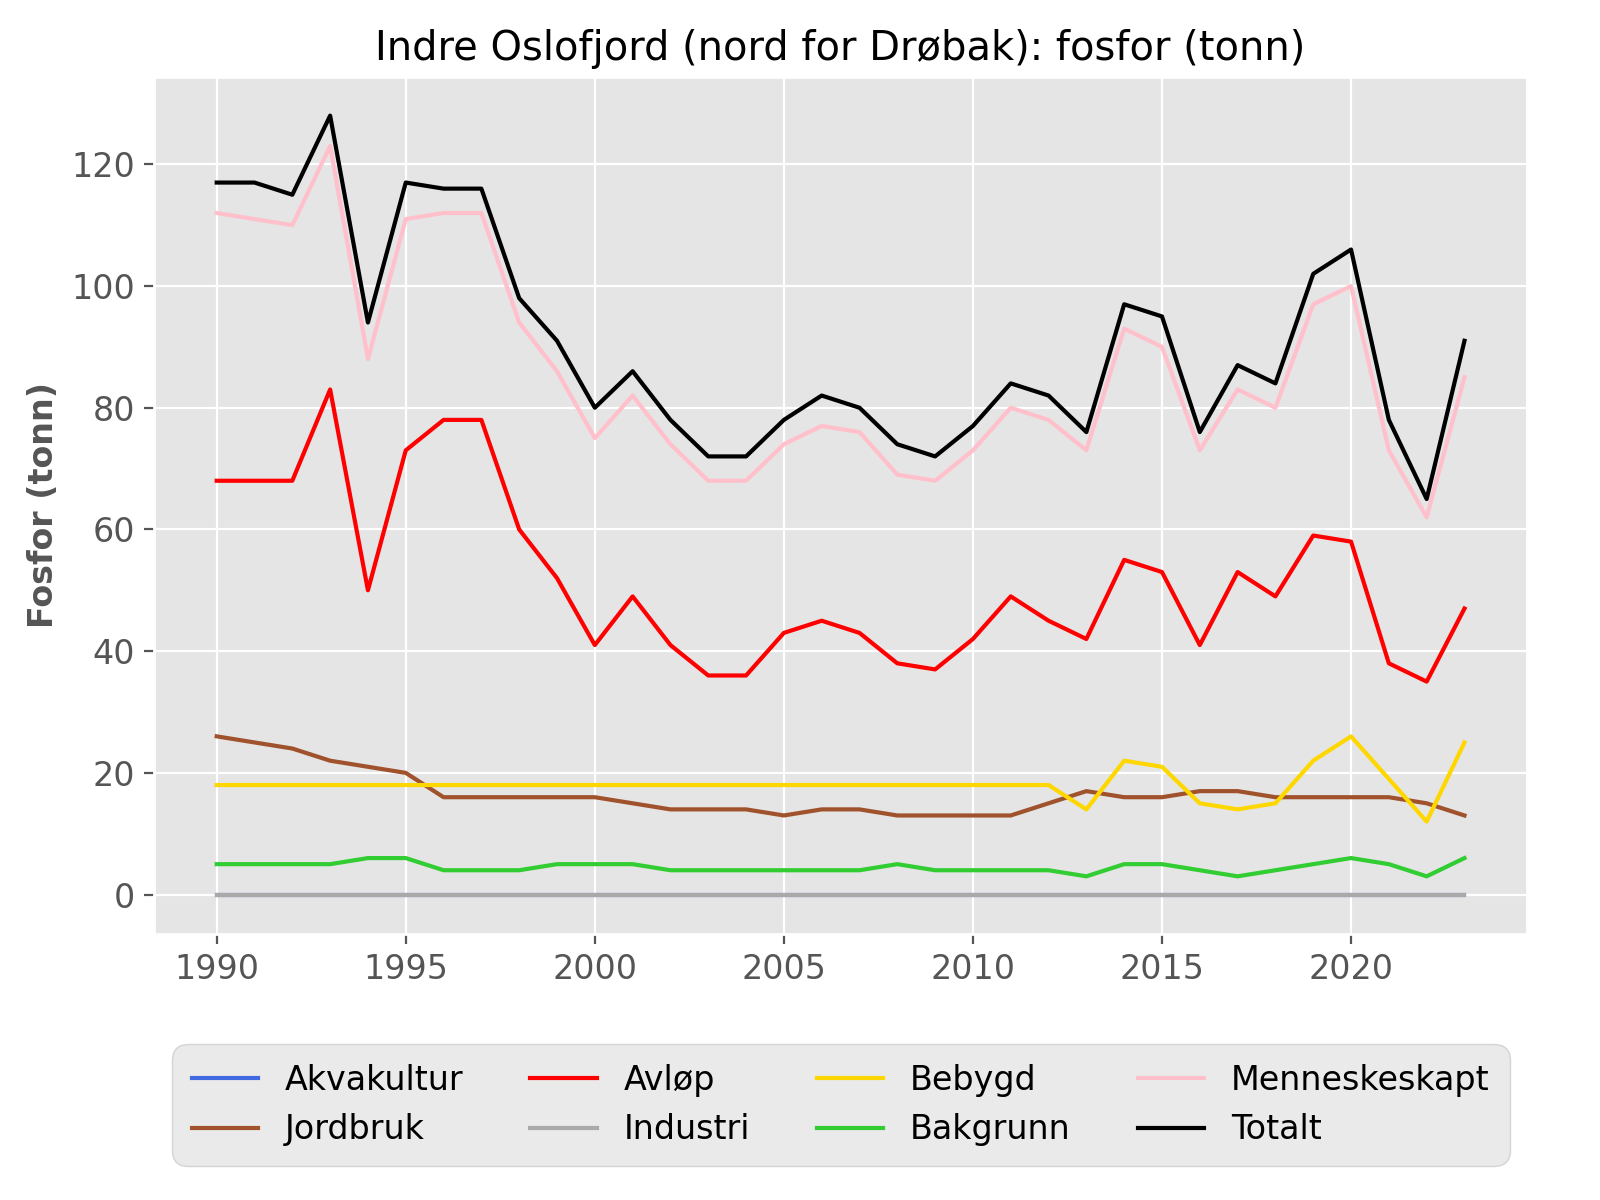 Indre Oslofjord (nord for Drøbak): fosfor (tonn)
Fosfor (tonn)
120
100
80
60
40
20
0
1990 1995 2000 2005 2010 2015 2020
Akvakultur Avløp Bebygd Menneskeskapt
Jordbruk Industri Bakgrunn Totalt